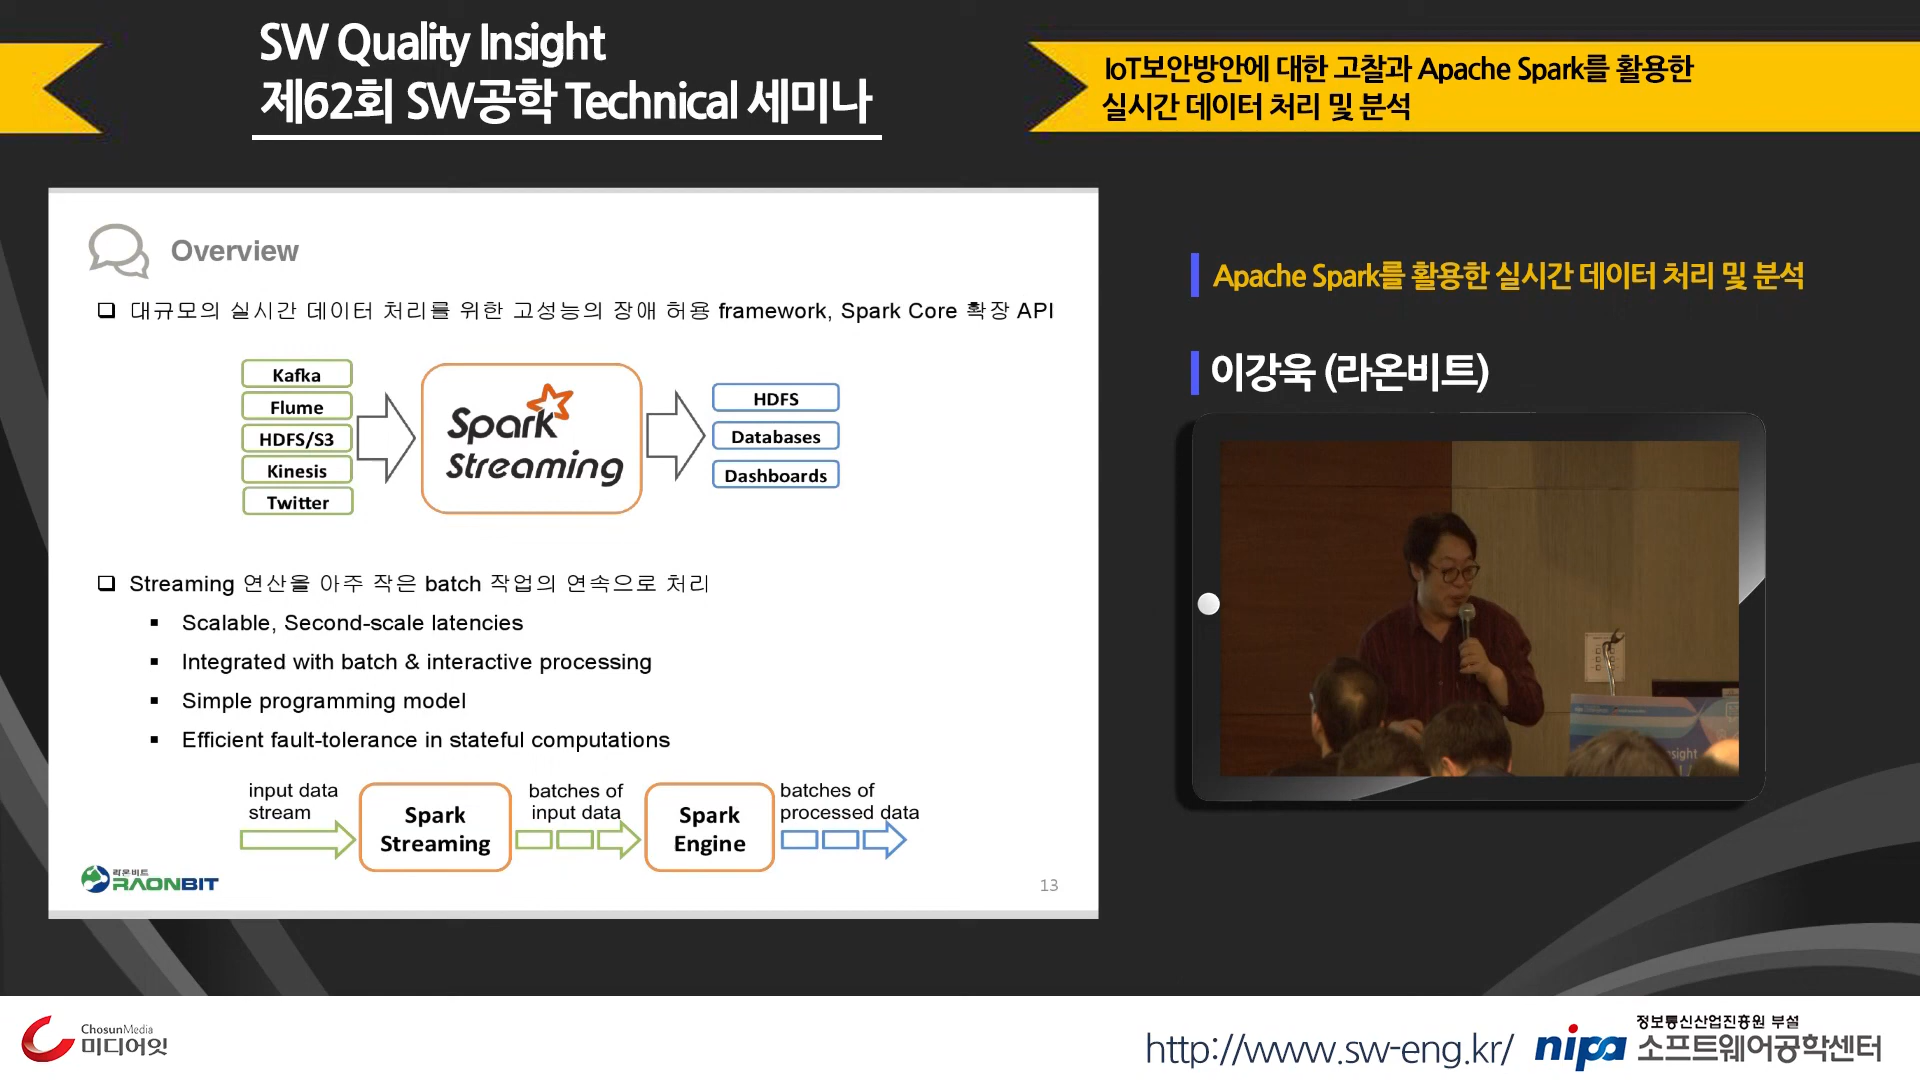 SW Quality Insight
제62회 SW공학 Technical 세미나
IoT보안방안에 대한 고찰과 Apache Spark를 활용한
실시간 데이터 처리 및 분석
Overview
대규모의 실시간 데이터 처리를 위한 고성능의 장애 허용 framework, Spark Core 확장 API
Kafka
Flume
HDFS/S3
Kinesis
Twitter
Spark
Streaming
HDFS
Databases
Dashboards
Streaming 연산을 아주 작은 batch 작업의 연속으로 처리
Scalable, Second-scale latencies
Integrated with batch & interactive processing
Simple programming model
Efficient fault-tolerance in stateful computations
input data
stream
Spark
Streaming
batches of
input data
Spark
Engine
batches of
processed data
라온비트
RAONBIT
13
Apache Spark를 활용한 실시간 데이터 처리 및 분석
이강욱 (라온비트)
ChosunMedia
미디어잇
http://www.sw-eng.kr/
nipa
정보통신산업진흥원 부설
소프트웨어공학센터